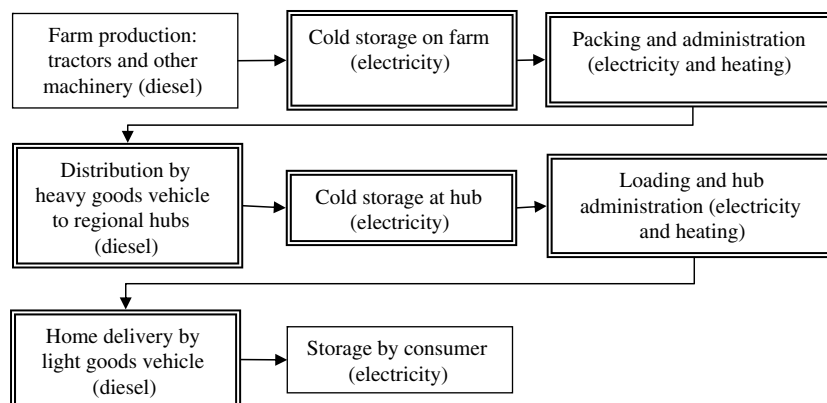 Farm production:
tractors and other
machinery (diesel)
Cold storage on farm
(electricity)
Packing and administration
(electricity and heating)
Distribution by
heavy goods vehicle
to regional hubs
(diesel)
Cold storage at hub
(electricity)
Loading and hub
administration (electricity
and heating)
Home delivery by
light goods vehicle
(diesel)
Storage by consumer
(electricity)